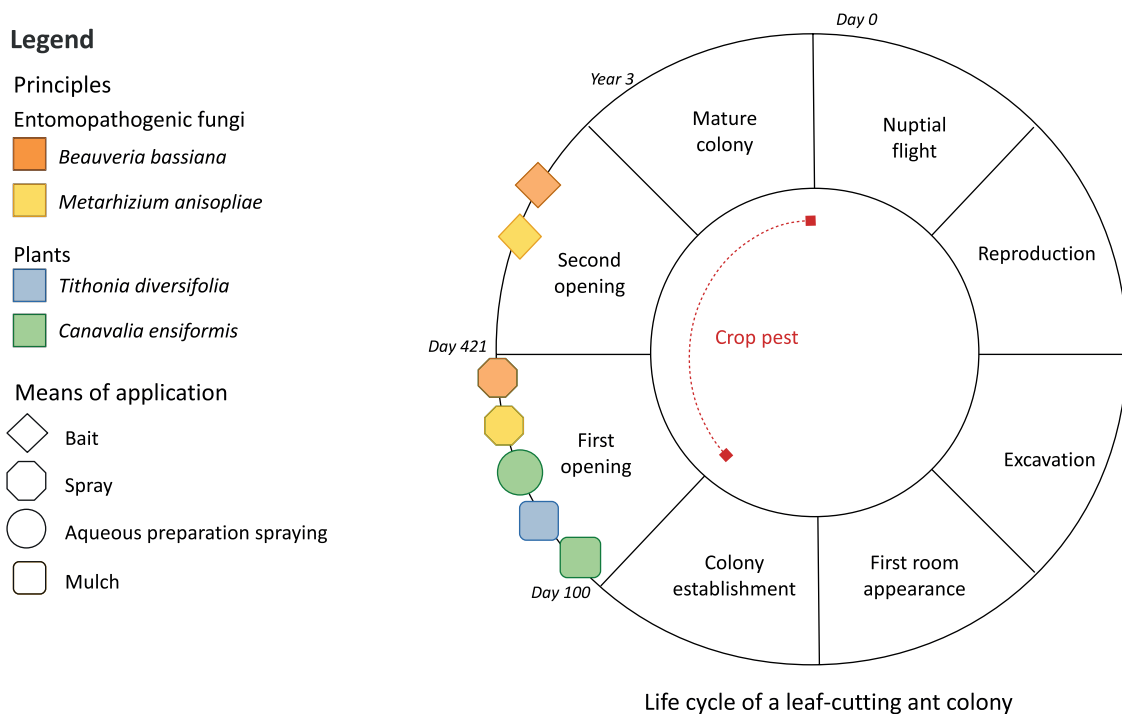 Legend
Principles
Entomopathogenic fungi
Beauveria bassiana
Metarhizium anisopliae
Plants
Tithonia diversifolia
Canavalia ensiformis
Means of application
Bait
Spray
Aqueous preparation spraying
Mulch
Day 0
Year 3
Mature
colony
Nuptial
flight
Second
opening
Reproduction
Crop pest
Day 421
First
opening
Excavation
Colony
establishment
First room
appearance
Day 100
Life cycle of a leaf-cutting ant colony